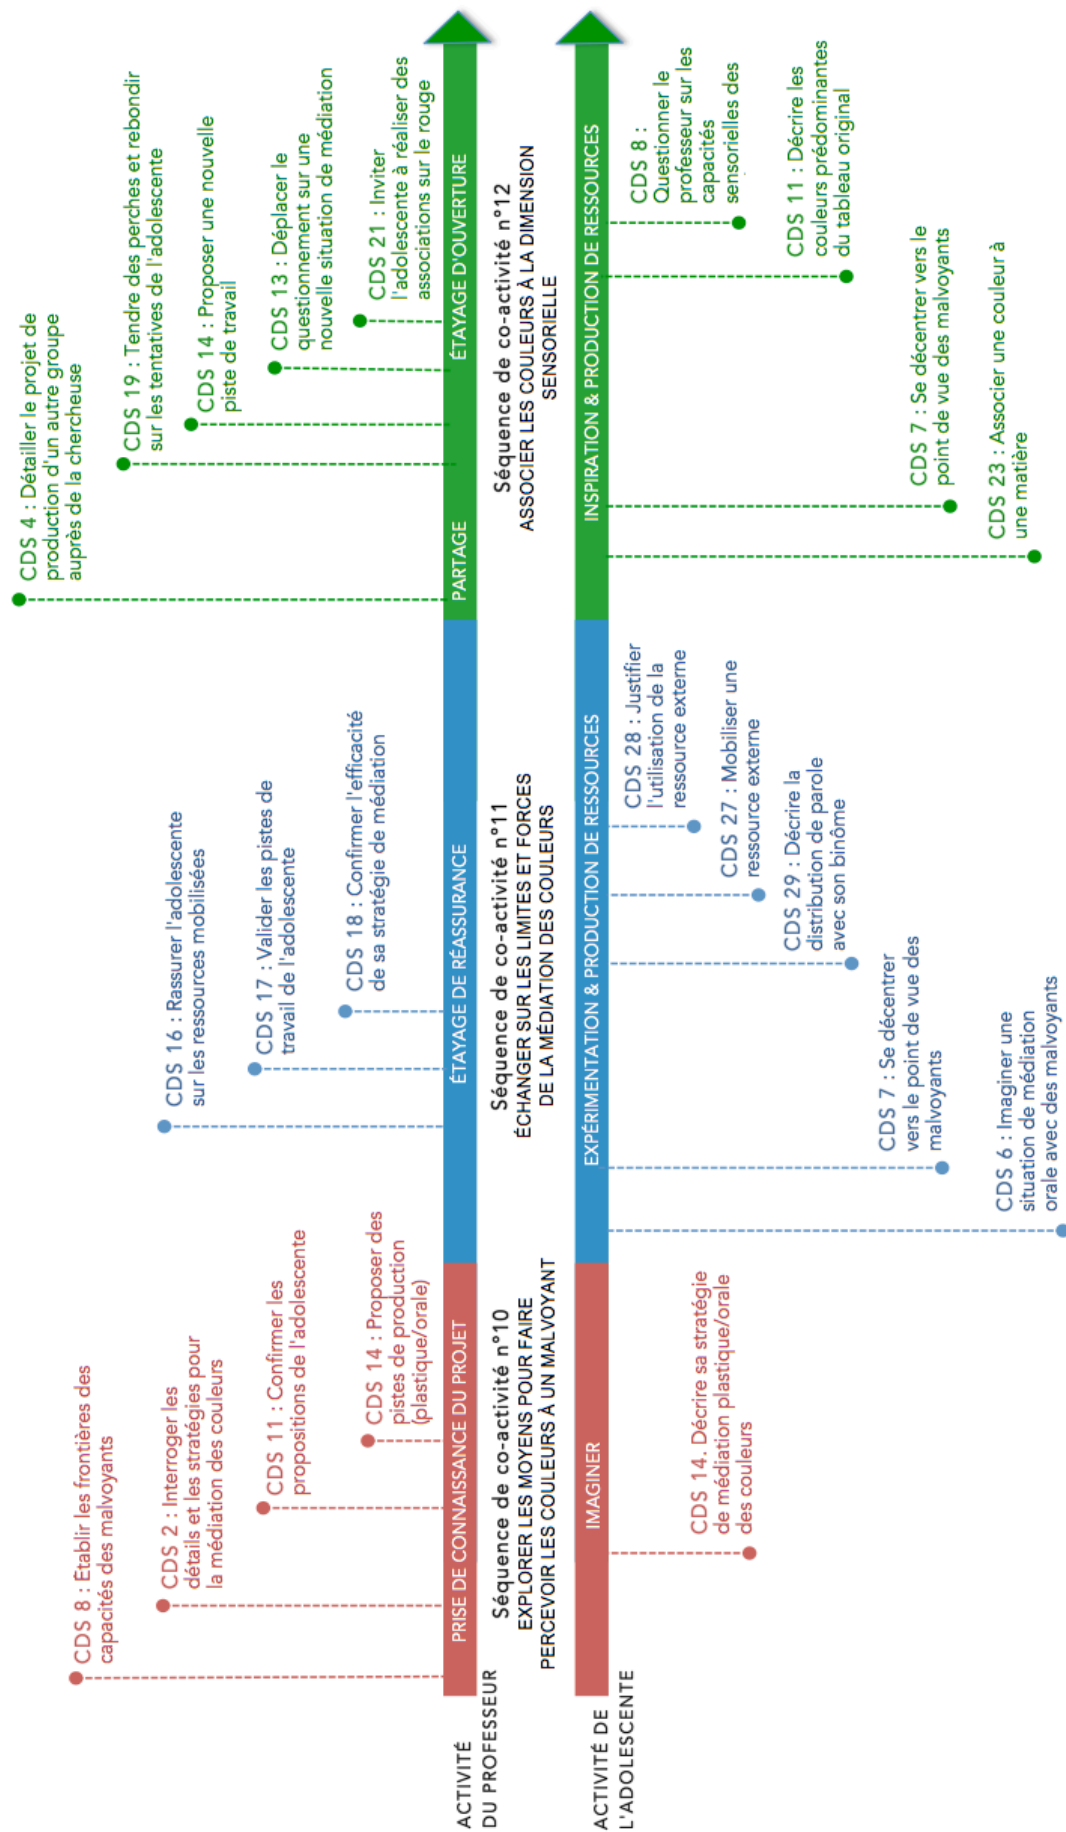 CDS 8 : Etablir les frontières des
capacités des malvoyants
CDS 2 : Interroger les
détails et les stratégies pour
la médiation des couleurs
CDS 11 : Confirmer les
propositions de l'adolescente
CDS 14 : Proposer des
pistes de production
(plastique/orale)
CDS 16 : Rassurer l'adolescente
sur les ressources mobilisées
CDS 17 : Valider les pistes de
travail de l'adolescente
CDS 18 : Confirmer l'efficacité
de sa stratégie de médiation
CDS 4 : Détailler le projet de
production d'un autre groupe
auprès de la chercheuse
CDS 19 : Tendre des perches et rebondir
sur les tentatives de l'adolescente
CDS 14 : Proposer une nouvelle
piste de travail
CDS 13 : Déplacer le
questionnement sur une
nouvelle situation de médiation
CDS 21 : Inviter
l'adolescente à réaliser des
associations sur le rouge
ACTIVITÉ
DU PROFESSEUR
PRISE DE CONNAISSANCE DU PROJET
ÉTAYAGE DE RÉASSURANCE
PARTAGE
ÉTAYAGE D'OUVERTURE
Séquence de co-activité n°10
EXPLORER LES MOYENS POUR FAIRE
PERCEVOIR LES COULEURS À UN MALVOYANT
Séquence de co-activité n°11
ÉCHANGER SUR LES LIMITES ET FORCES
DE LA MÉDIATION DES COULEURS
Séquence de co-activité n°12
ASSOCIER LES COULEURS À LA DIMENSION
SENSORIELLE
ACTIVITÉ DE
L'ADOLESCENTE
IMAGINER
EXPÉRIMENTATION & PRODUCTION DE RESSOURCES
INSPIRATION & PRODUCTION DE RESSOURCES
CDS 14. Décrire sa stratégie
de médiation plastique/orale
des couleurs
CDS 28 : Justifier
l'utilisation de la
ressource externe
CDS 27 : Mobiliser une
ressource externe
CDS 29 : Décrire la
distribution de parole
avec son binôme
CDS 7 : Se décentrer
vers le point de vue des
malvoyants
CDS 6 : Imaginer une
situation de médiation
orale avec des malvoyants
CDS 8 :
Questionner le
professeur sur les
capacités
sensorielles des
CDS 11 : Décrire les
couleurs prédominantes
du tableau original
CDS 7 : Se décentrer vers le
point de vue des malvoyants
CDS 23 : Associer une couleur à
une matière